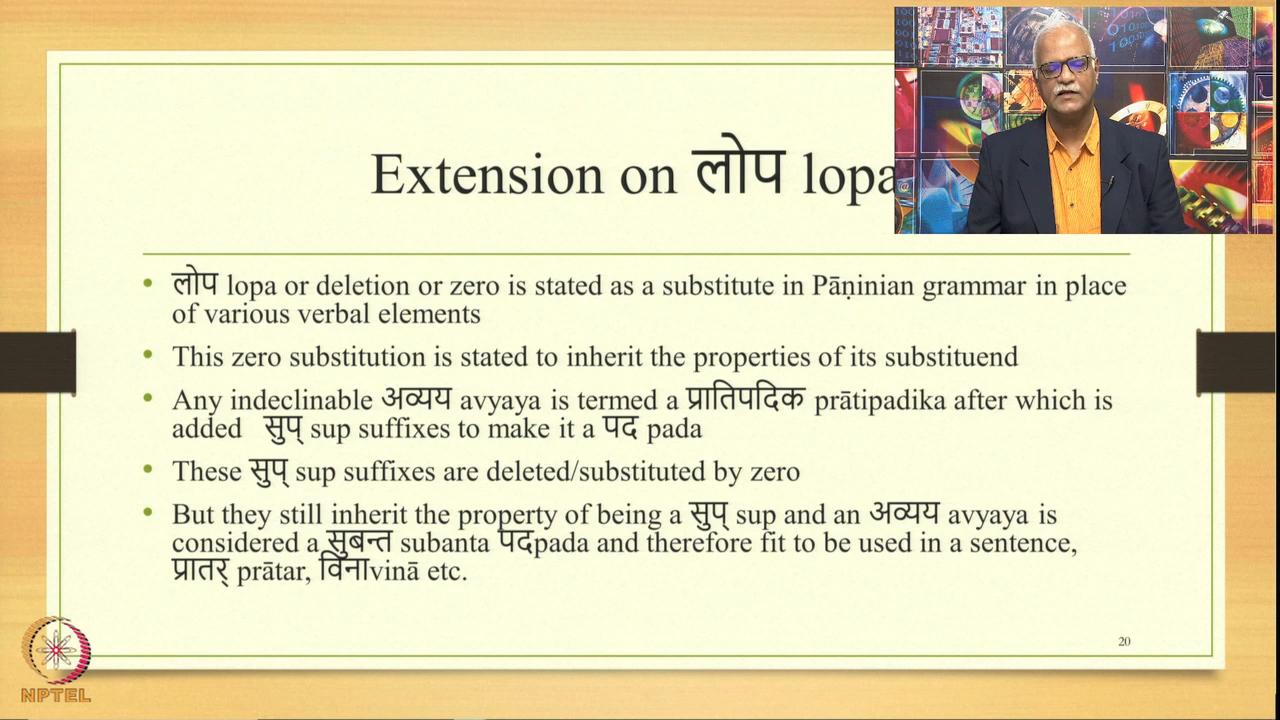 Extension on लोप lopa
• लोप lopa or deletion or zero is stated as a substitute in Pāṇinian grammar in place
of various verbal elements
• This zero substitution is stated to inherit the properties of its substituend
• Any indeclinable अव्यय avyaya is termed a प्रातिपदिक prātipadika after which is
added सुप् sup suffixes to make it a पद pada
• These सुप् sup suffixes are deleted/substituted by zero
• But they still inherit the property of being a सुप् sup and an अव्यय avyaya is
considered a सुबन्त subanta पदpada and therefore fit to be used in a sentence,
प्रातर् prātar, विनाvinā etc.
20
NPTEL